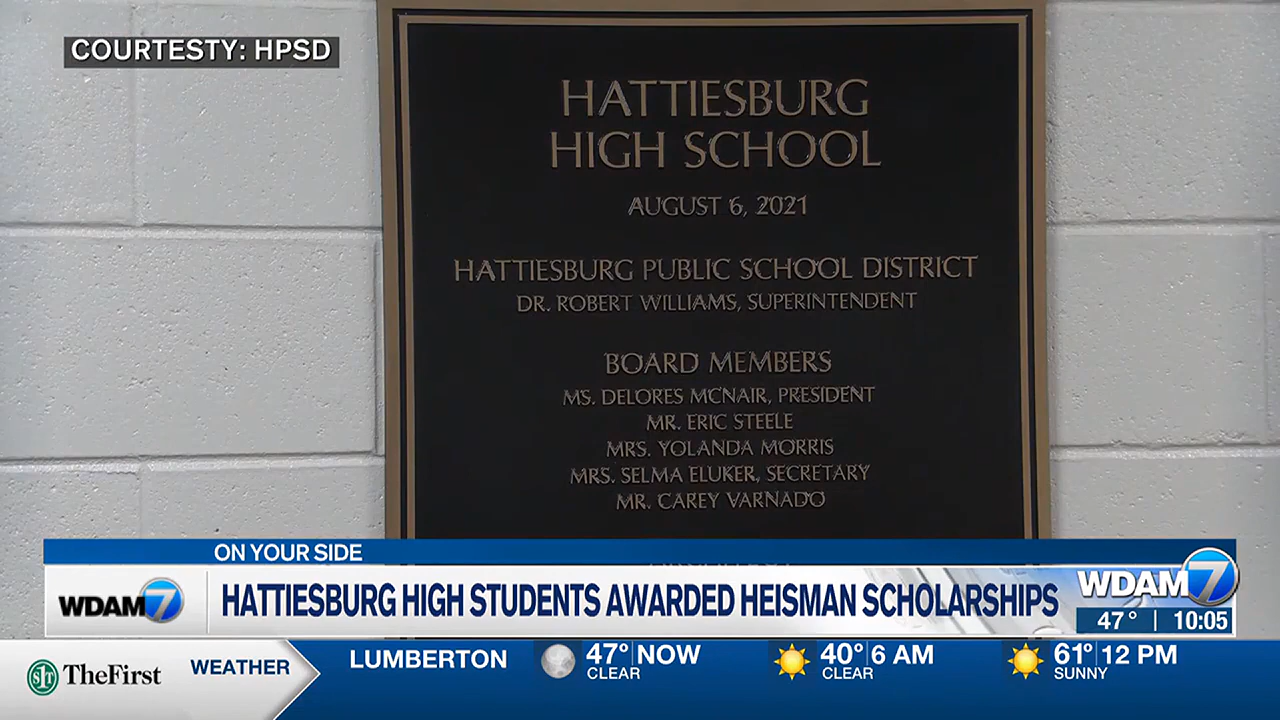 COURTESTY: HPSD
HATTIESBURG
HIGH SCHOOL
AUGUST 6, 2021
HATTIESBURG PUBLIC SCHOOL DISTRICT
DR. ROBERT WILLIAMS, SUPERINTENDENT
BOARD MEMBERS
MS. DELORES MCNAIR, PRESIDENT
MR. ERIC STEELE
MRS. YOLANDA MORRIS
MRS. SELMA ELUKER, SECRETARY
MR. CAREY VARNADO
ON YOUR SIDE
WDAM 7
HATTIESBURG HIGH STUDENTS AWARDED HEISMAN SCHOLARSHIPS
WDAM 7
47° | 10:05
TheFirst
WEATHER
LUMBERTON
47° NOW
CLEAR
40° 6 AM
CLEAR
61° 12 PM
SUNNY